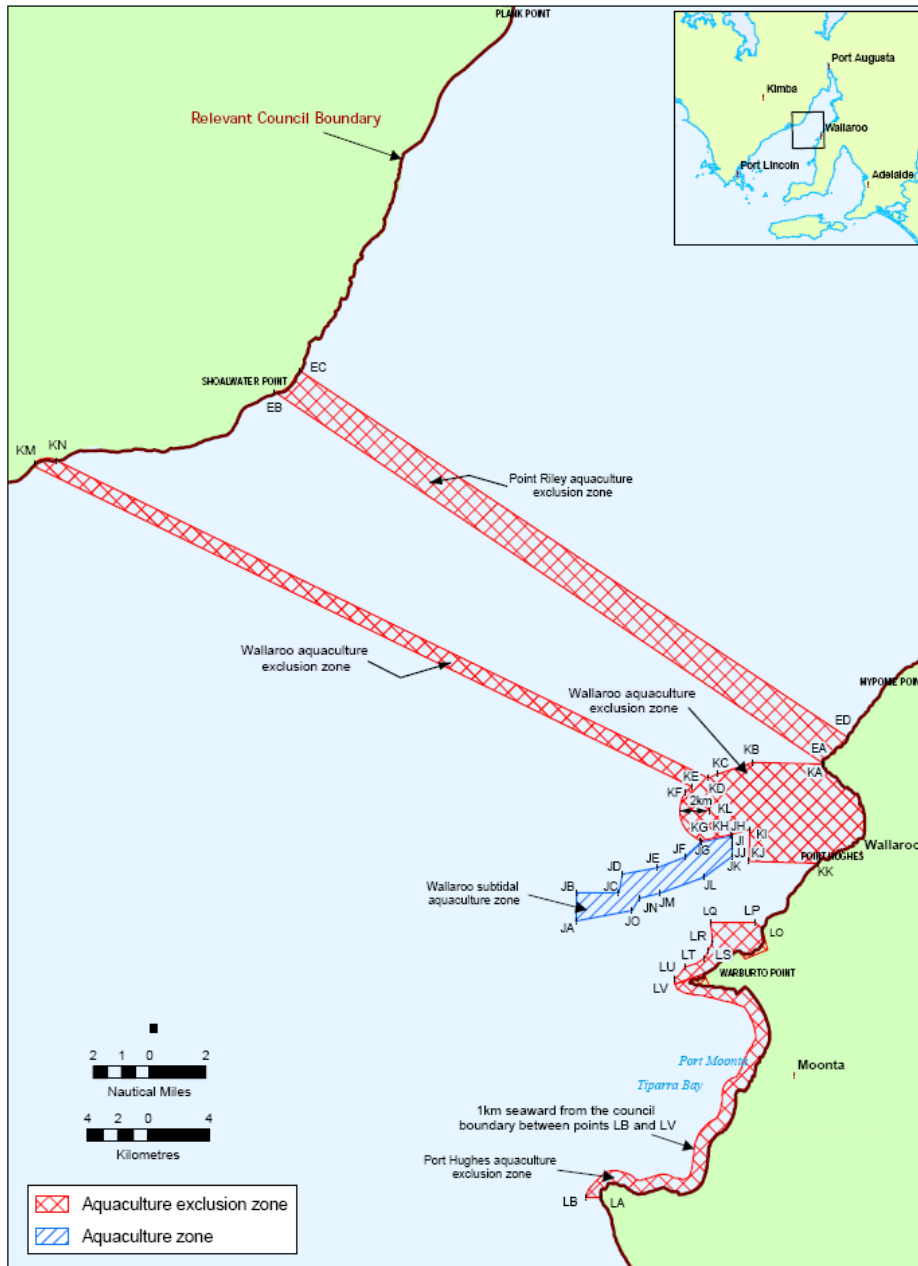 PLANK POINT
Port Augusta
Kimba
Wallaroo
Port Lincoln
Adelaide
Relevant Council Boundary
EC
SHOALWATER POINT
EB
KM
KN
Point Riley aquaculture
exclusion zone
Wallaroo aquaculture
exclusion zone
Wallaroo aquaculture
exclusion zone
MYPONIE POIN
ED
EA
KB
KC
KA
KE
KD
KF
2km
KL
KG
KH
JH
KI
JI
JG
JJ
KJ
JK
Wallaroo
POINT HUGHES
KK
JF
JE
JD
JL
JB
JC
JM
JN
JO
JA
Wallaroo subtidal
aquaculture zone
LQ
LP
LO
LR
LS
LT
LU
LV
WARBURTO POINT
2 1 0 2
Nautical Miles
4 2 0 4
Kilometres
Port Moonta
Tiparra Bay
Moonta
1km seaward from the council
boundary between points LB and LV
Port Hughes aquaculture
exclusion zone
LB
LA
Aquaculture exclusion zone
Aquaculture zone